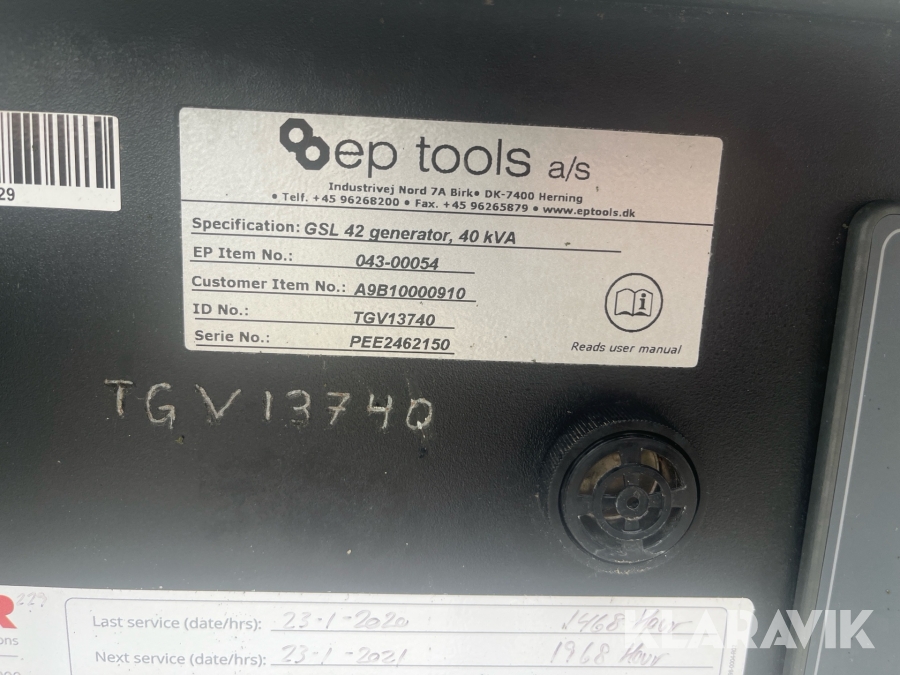 29
ep tools a/s
Industrivej Nord 7A Birk• DK-7400 Herning
• Telf. +45 96268200 • Fax. +45 96265879 • www.eptools.dk
Specification: GSL 42 generator, 40 kVA
EP Item No.: 043-00054
Customer Item No.: A9B10000910
ID No.: TGV13740
Serie No.: PEE2462150
Reads user manual
TGV13740
R 229
ons
Last service (date/hrs): 23-1-2020 1468 Hour
Next service (date/hrs): 23-1-2021 1968 Hour
KLARAVIK